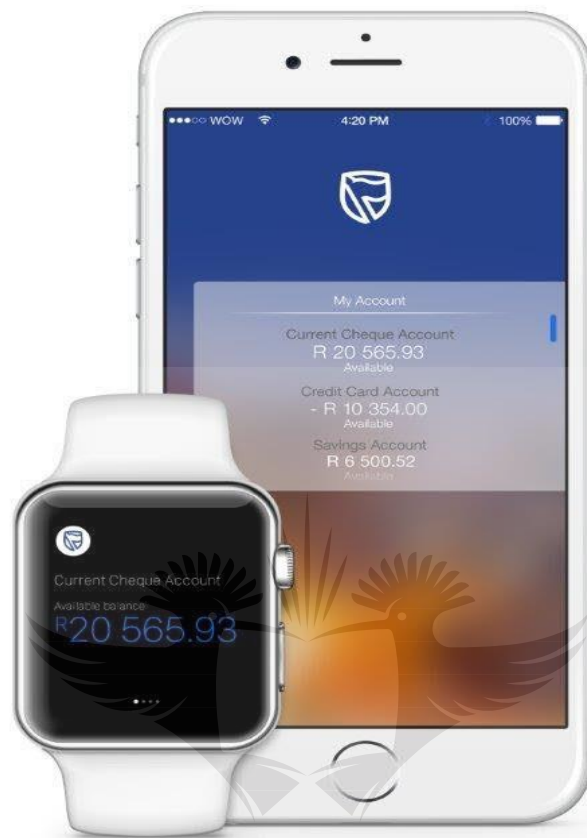 WOW
4:20 PM
100%
My Account
Current Cheque Account
R 20 565.93
Available
Credit Card Account
- R 10 354.00
Available
Savings Account
R 6 500.52
Available
Current Cheque Account
Available balance
R20 565.93